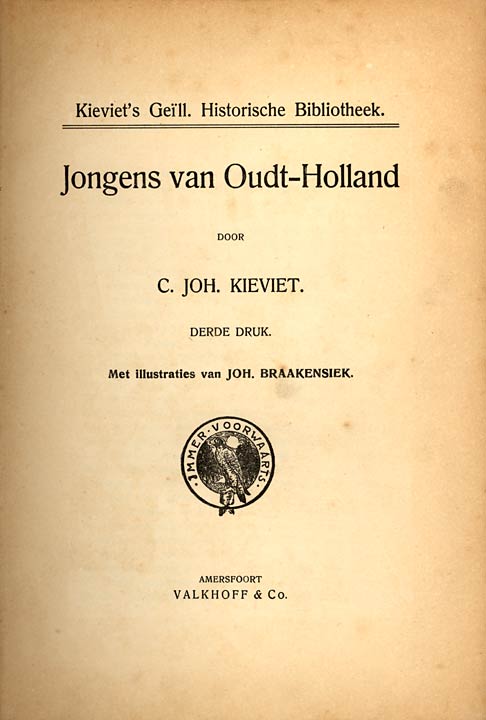 Kieviet's Geïll. Historische Bibliotheek.
Jongens van Oudt-Holland
DOOR
C. JOH. KIEVIET.
DERDE DRUK.
Met illustraties van JOH. BRAAKENSIEK.
·IMMER·VOORWAARTS·
AMERSFOORT
VALKHOFF & Co.